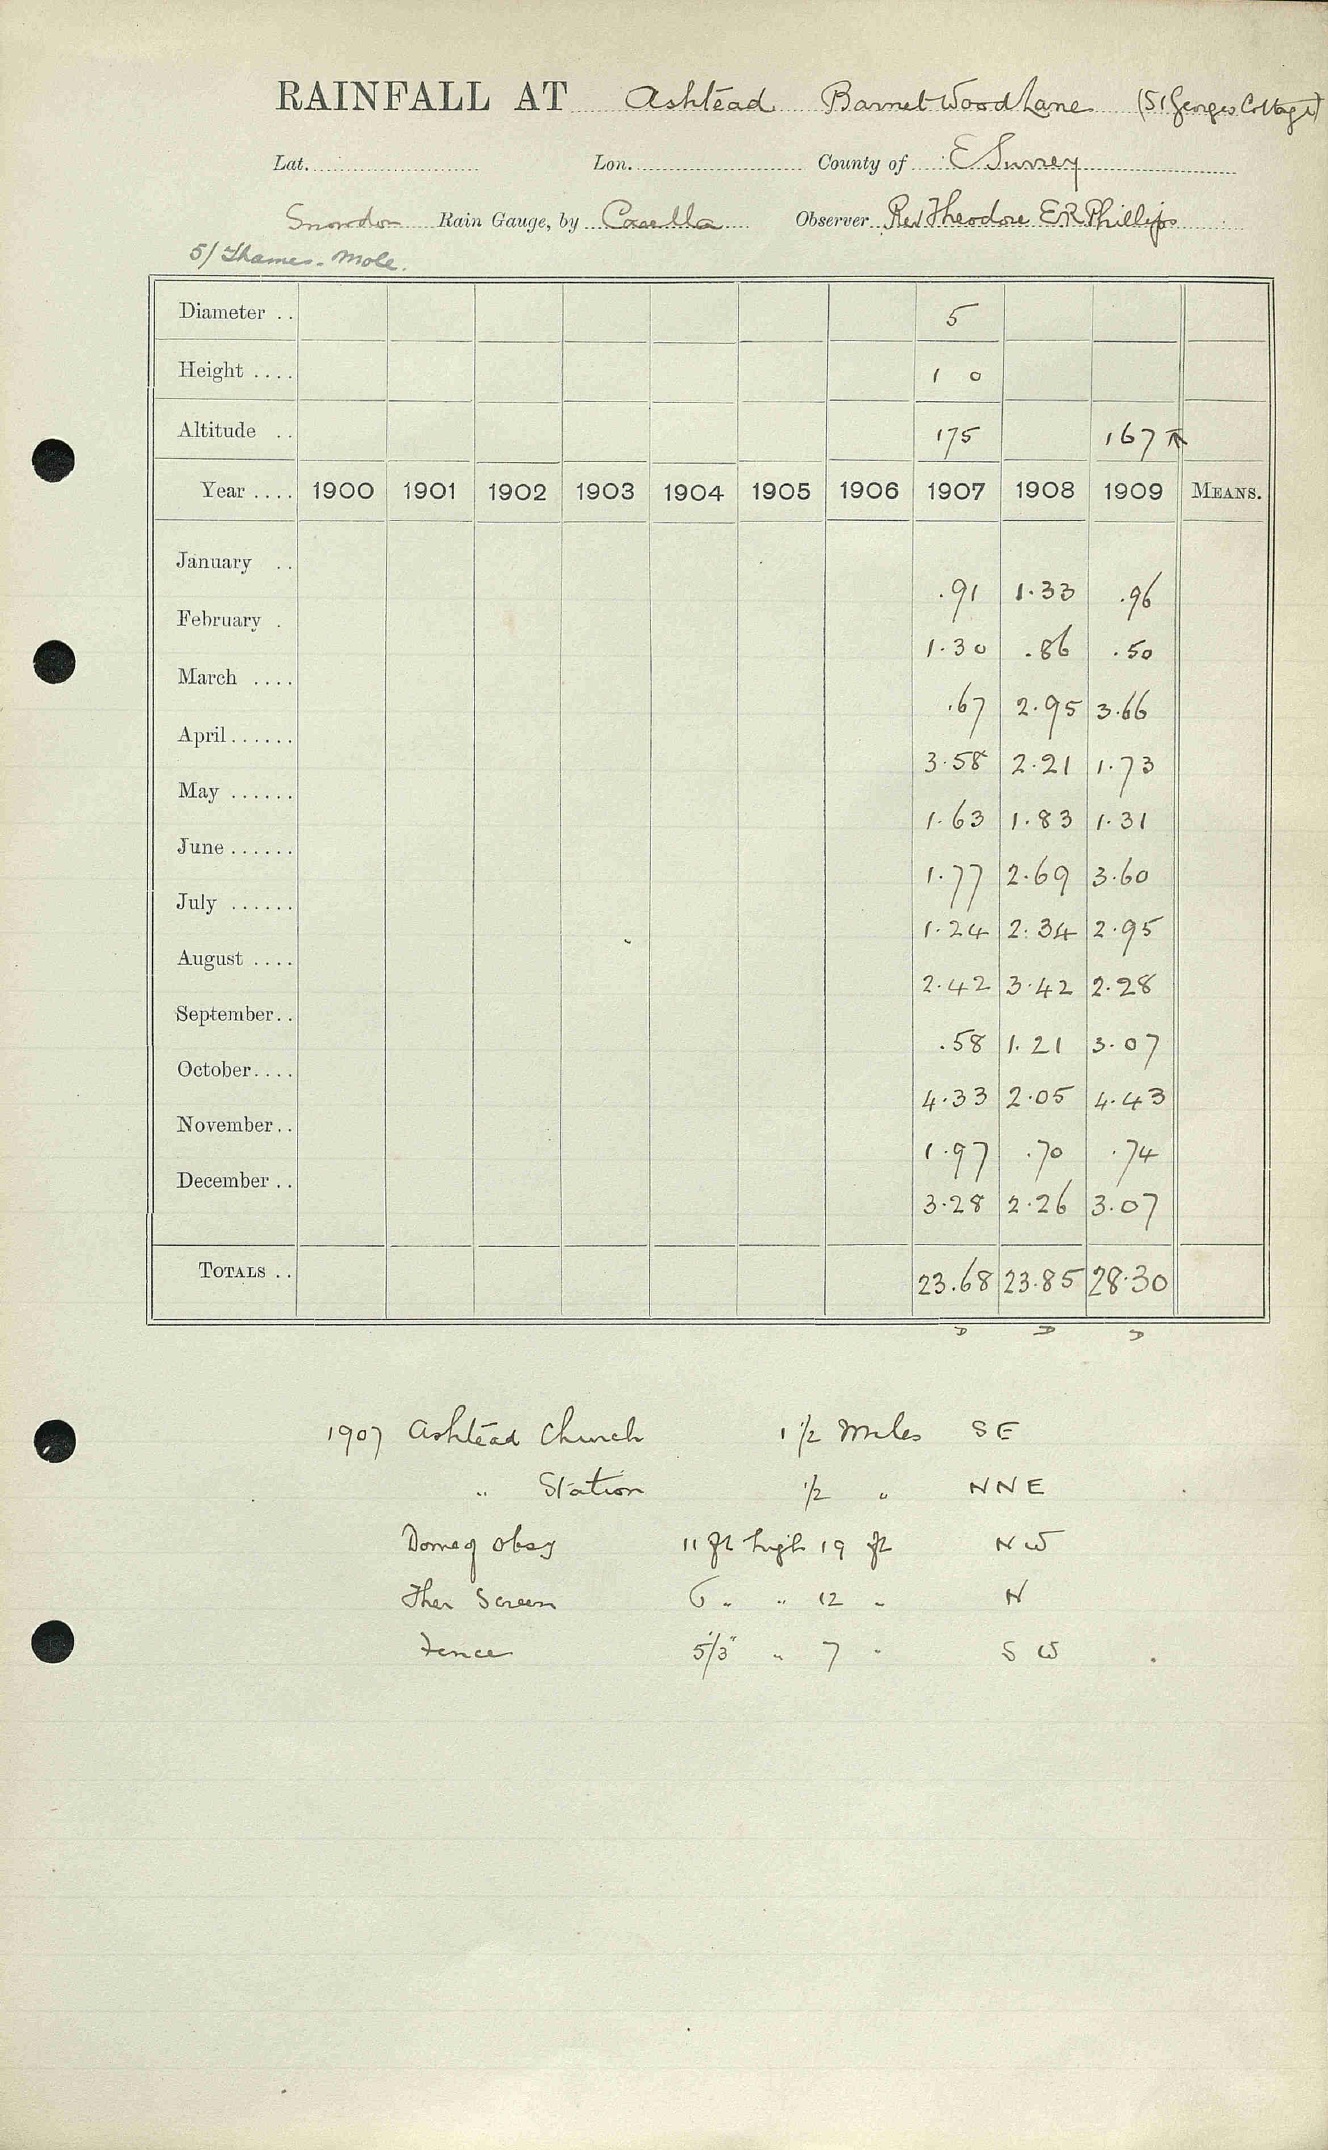 RAINFALL AT Ashtead Barnet Wood Lane (St Georges Cottage)
Lat. Lon. County of E Surrey
Snowdon Rain Gauge, by Casella Observer Rev Theodore E R Phillips
5/ Thames - Mole.
Diameter .. 5
Height .... 1 0
Altitude .. 175 167
Year .... 1900 1901 1902 1903 1904 1905 1906 1907 1908 1909 MEANS.
January .. .91 1.33 .96
February . 1.30 .86 .50
March .... .67 2.95 3.66
April ...... 3.58 2.21 1.73
May ...... 1.63 1.83 1.31
June ...... 1.77 2.69 3.60
July ...... 1.24 2.34 2.95
August .... 2.42 3.42 2.28
September.. .58 1.21 3.07
October.... 4.33 2.05 4.43
November.. 1.97 .70 .74
December .. 3.28 2.26 3.07
TOTALS .. 23.68 23.85 28.30
1907 Ashtead Church 1 1/2 Miles SE
" Station 1/2 " NNE
Dome of obsy 11 ft high 19 ft NW
Ther Screen 6 " " 12 " N
Fence 5'/3" " 7 " SW